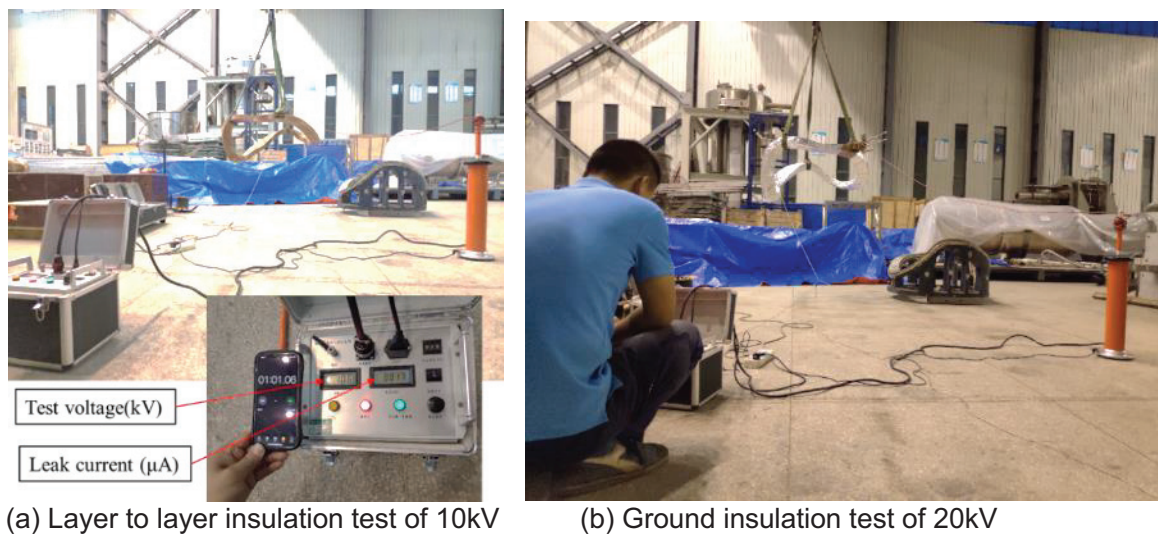 01:01.06
Test voltage(kV)
Leak current (μA)
(a) Layer to layer insulation test of 10kV
(b) Ground insulation test of 20kV